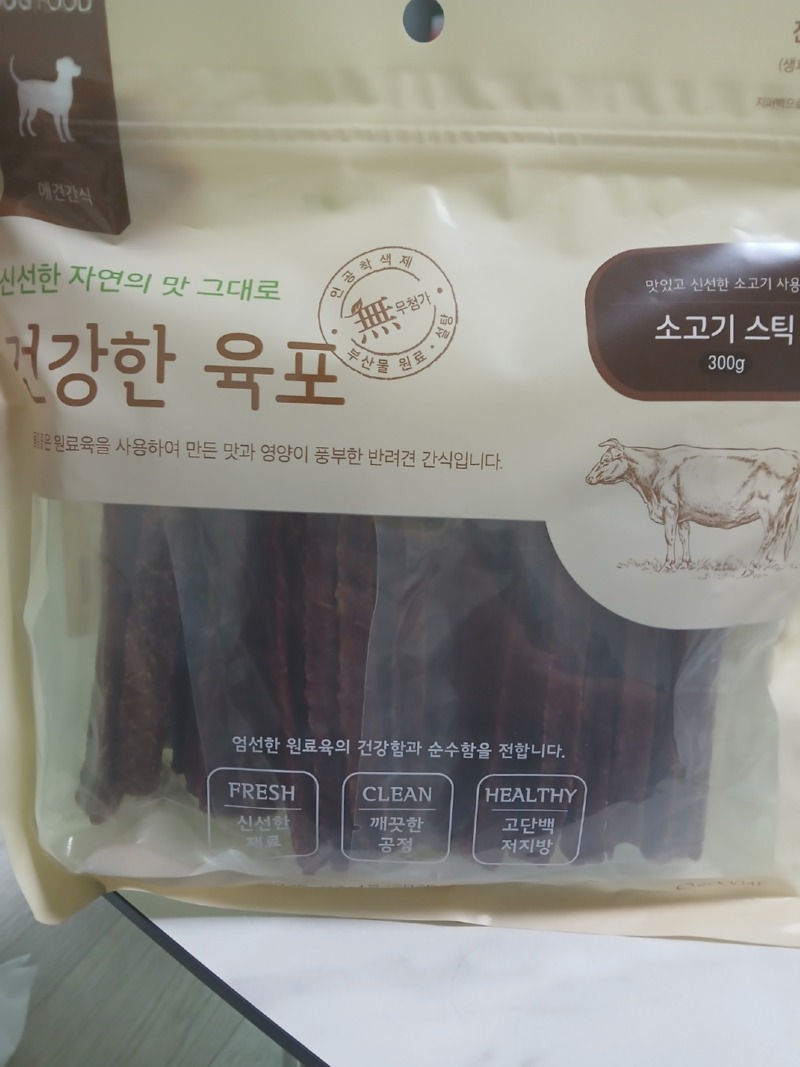 FOOD
애견간식
신선한 자연의 맛 그대로
건강한 육포
인공착색제
無 무첨가
부산물 원료 · 설탕
원료육을 사용하여 만든 맛과 영양이 풍부한 반려견 간식입니다.
맛있고 신선한 소고기 사용
소고기 스틱
300g
엄선한 원료육의 건강함과 순수함을 전합니다.
FRESH
신선한
재료
CLEAN
깨끗한
공정
HEALTHY
고단백
저지방